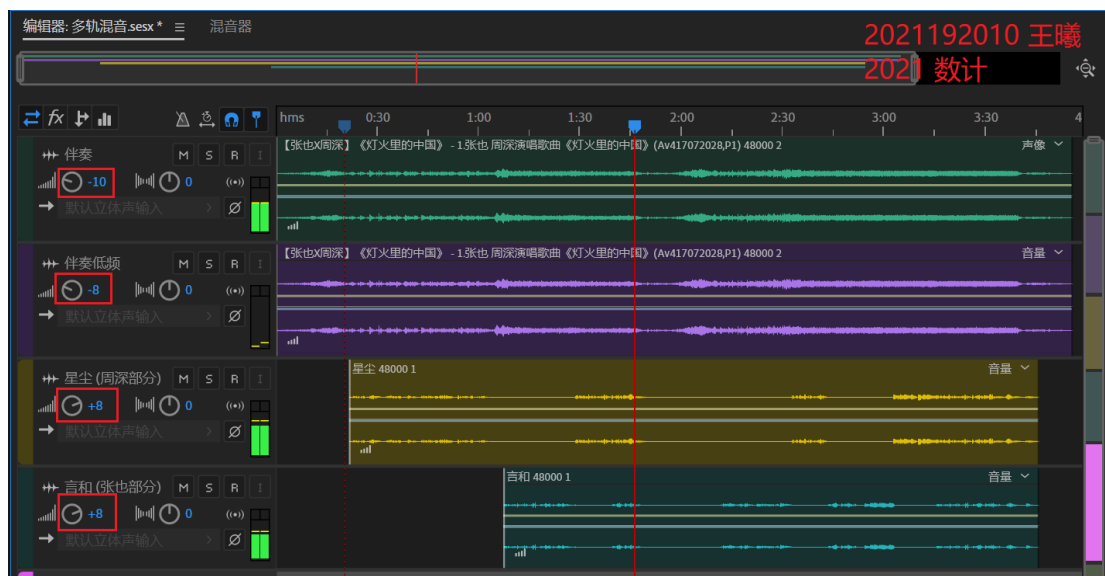 编辑器: 多轨混音.sesx * ≡ 混音器
2021192010 王曦
2021 数计
fx
hms 0:30 1:00 1:30 2:00 2:30 3:00 3:30 4
伴奏 M S R I
-10 0
默认立体声输入
【张也X周深】《灯火里的中国》 - 1.张也 周深演唱歌曲《灯火里的中国》(Av417072028,P1) 48000 2 声像
伴奏低频 M S R I
-8 0
默认立体声输入
【张也X周深】《灯火里的中国》 - 1.张也 周深演唱歌曲《灯火里的中国》(Av417072028,P1) 48000 2 音量
星尘 (周深部分) M S R I
+8 0
默认立体声输入
星尘 48000 1 音量
言和 (张也部分) M S R I
+8 0
默认立体声输入
言和 48000 1 音量